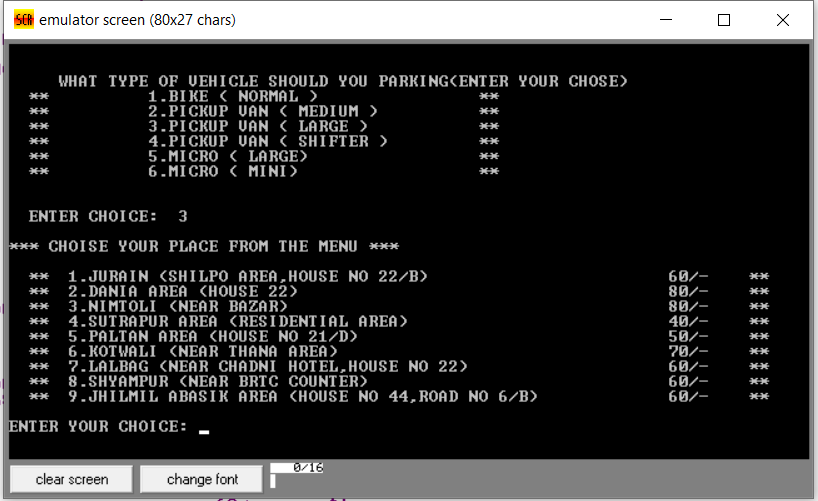 SCR emulator screen (80x27 chars)
WHAT TYPE OF VEHICLE SHOULD YOU PARKING(ENTER YOUR CHOSE)
** 1.BIKE ( NORMAL ) **
** 2.PICKUP VAN ( MEDIUM ) **
** 3.PICKUP VAN ( LARGE ) **
** 4.PICKUP VAN ( SHIFTER ) **
** 5.MICRO ( LARGE) **
** 6.MICRO ( MINI) **
ENTER CHOICE: 3
*** CHOISE YOUR PLACE FROM THE MENU ***
** 1.JURAIN (SHILPO AREA,HOUSE NO 22/B) 60/- **
** 2.DANIA AREA (HOUSE 22) 80/- **
** 3.NIMTOLI (NEAR BAZAR) 80/- **
** 4.SUTRAPUR AREA (RESIDENTIAL AREA) 40/- **
** 5.PALTAN AREA (HOUSE NO 21/D) 50/- **
** 6.KOTWALI (NEAR THANA AREA) 70/- **
** 7.LALBAG (NEAR CHADNI HOTEL,HOUSE NO 22) 60/- **
** 8.SHYAMPUR (NEAR BRTC COUNTER) 60/- **
** 9.JHILMIL ABASIK AREA (HOUSE NO 44,ROAD NO 6/B) 60/- **
ENTER YOUR CHOICE: _
clear screen change font 0/16